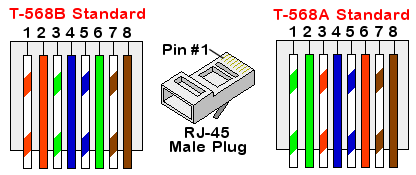 T-568B Standard
1 2 3 4 5 6 7 8
Pin #1
RJ-45
Male Plug
T-568A Standard
1 2 3 4 5 6 7 8